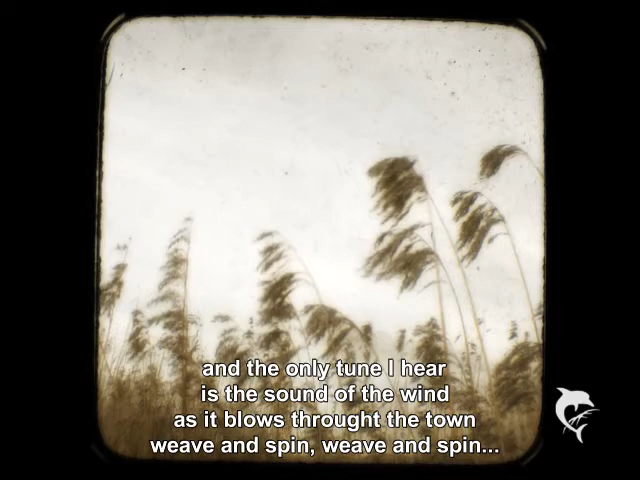 and the only tune I hear
is the sound of the wind
as it blows throught the town
weave and spin, weave and spin...